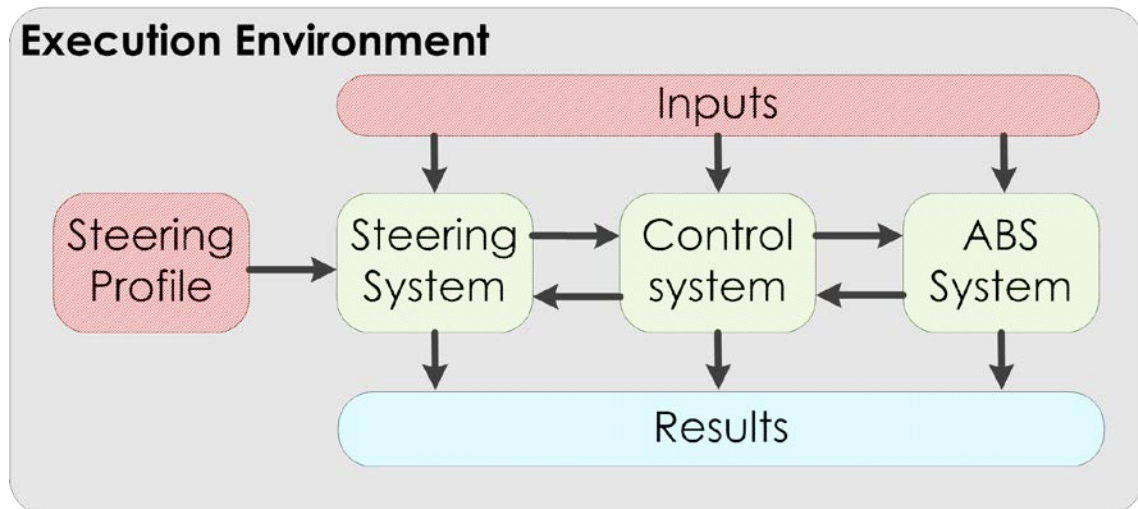 Execution Environment
Inputs
Steering
Profile
Steering
System
Control
system
ABS
System
Results